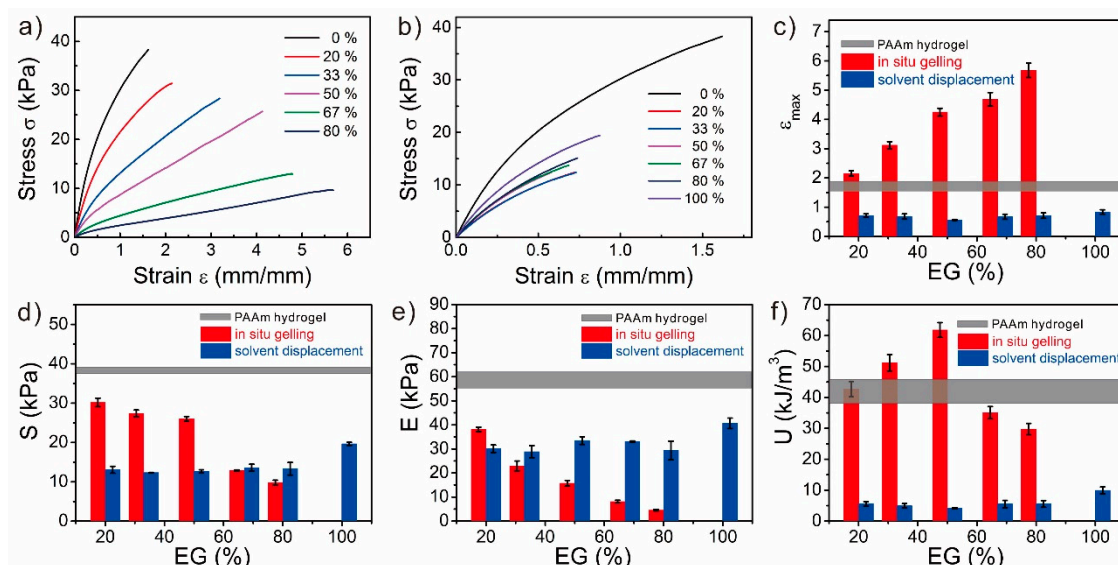 a)
40
30
20
10
0
Stress σ (kPa)
0 %
20 %
33 %
50 %
67 %
80 %
0 1 2 3 4 5 6
Strain ε (mm/mm)
b)
40
30
20
10
0
Stress σ (kPa)
0 %
20 %
33 %
50 %
67 %
80 %
100 %
0.0 0.5 1.0 1.5
Strain ε (mm/mm)
c)
6
5
4
3
2
1
0
εmax
PAAm hydrogel
in situ gelling
solvent displacement
20 40 60 80 100
EG (%)
d)
50
40
30
20
10
0
S (kPa)
PAAm hydrogel
in situ gelling
solvent displacement
20 40 60 80 100
EG (%)
e)
90
80
70
60
50
40
30
20
10
0
E (kPa)
PAAm hydrogel
in situ gelling
solvent displacement
20 40 60 80 100
EG (%)
f)
70
60
50
40
30
20
10
0
U (kJ/m³)
PAAm hydrogel
in situ gelling
solvent displacement
20 40 60 80 100
EG (%)